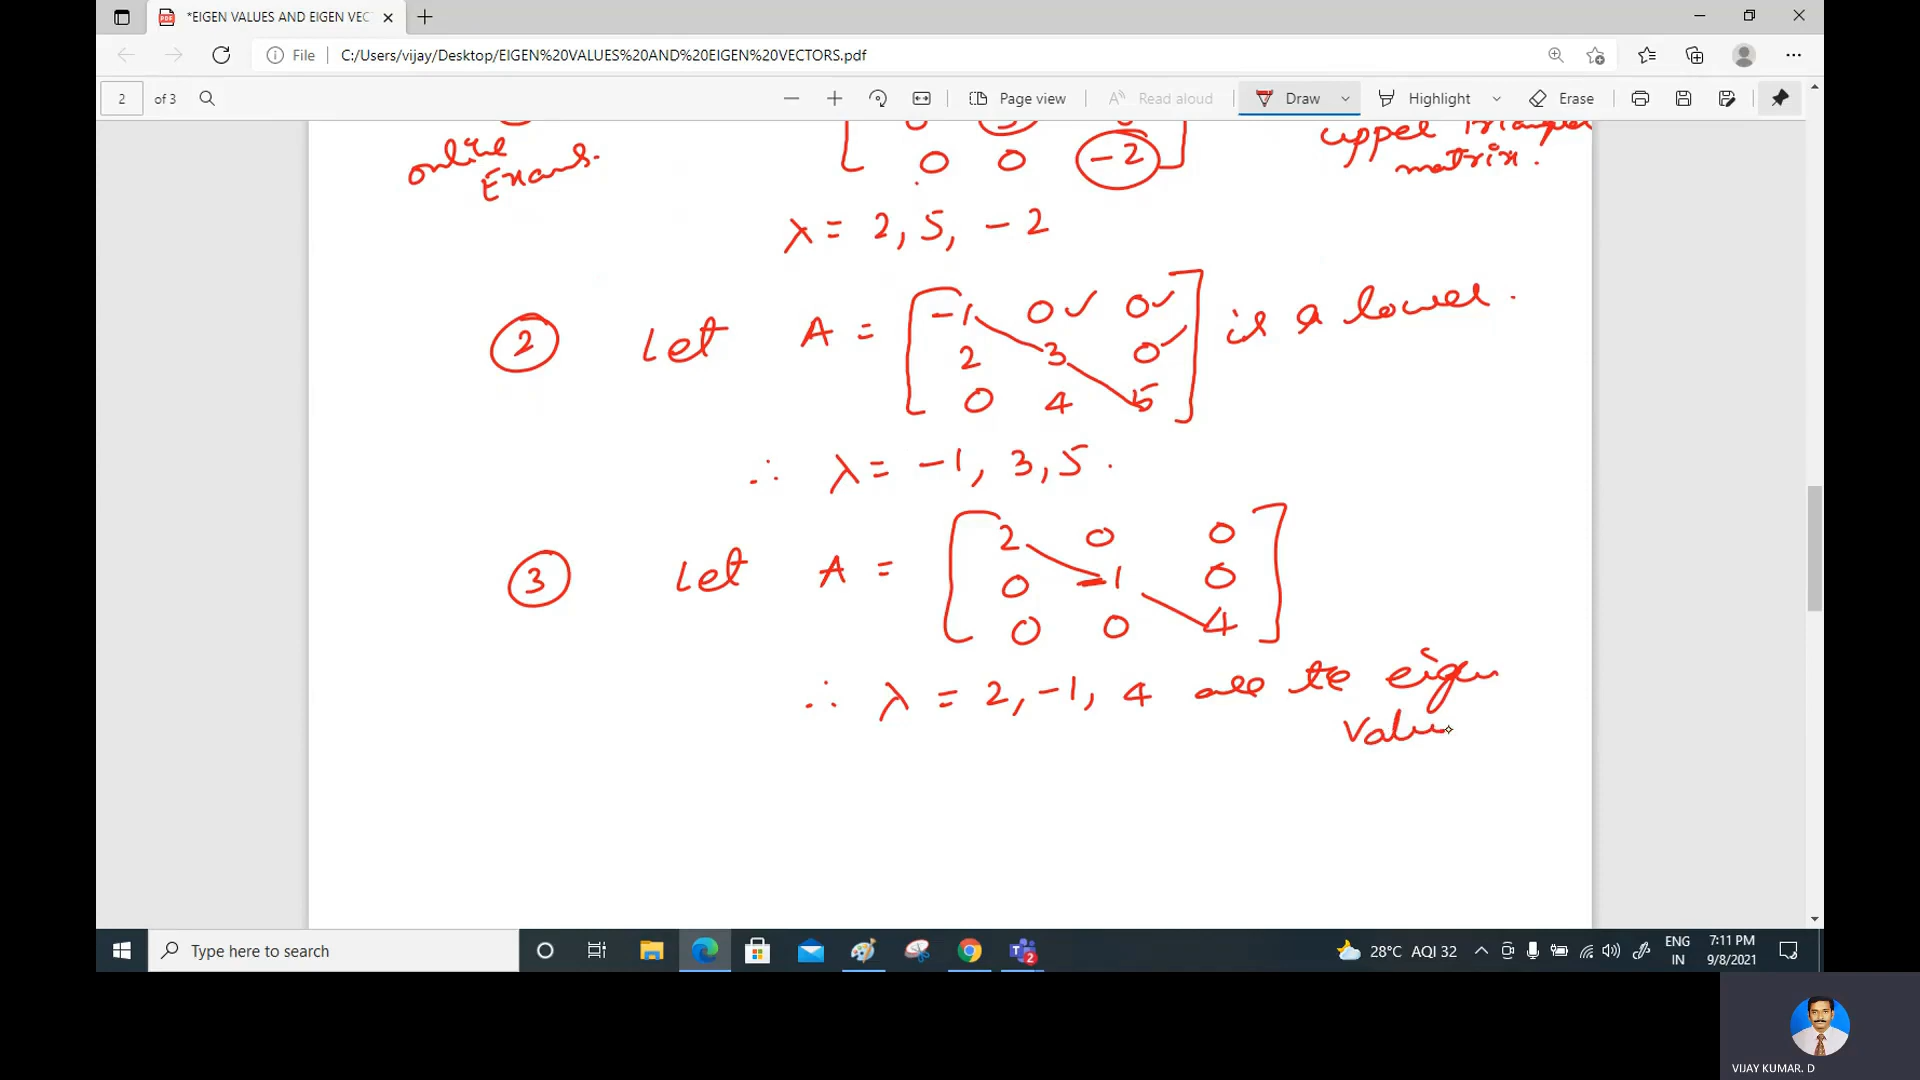 *EIGEN VALUES AND EIGEN VEC
File C:/Users/vijay/Desktop/EIGEN%20VALUES%20AND%20EIGEN%20VECTORS.pdf
2 of 3 Page view Read aloud Draw Highlight Erase
online
Exams.
0 0 -2
upper
matrix.
λ = 2, 5, -2
② Let A = [ -1 0✓ 0✓ is a lower.
2 3 0✓
0 4 5 ]
∴ λ = -1, 3, 5.
③ Let A = [ 2 0 0
0 -1 0
0 0 4 ]
∴ λ = 2, -1, 4 are the eigen
Valu
Type here to search
28°C AQI 32
ENG
IN
7:11 PM
9/8/2021
2
VIJAY KUMAR. D